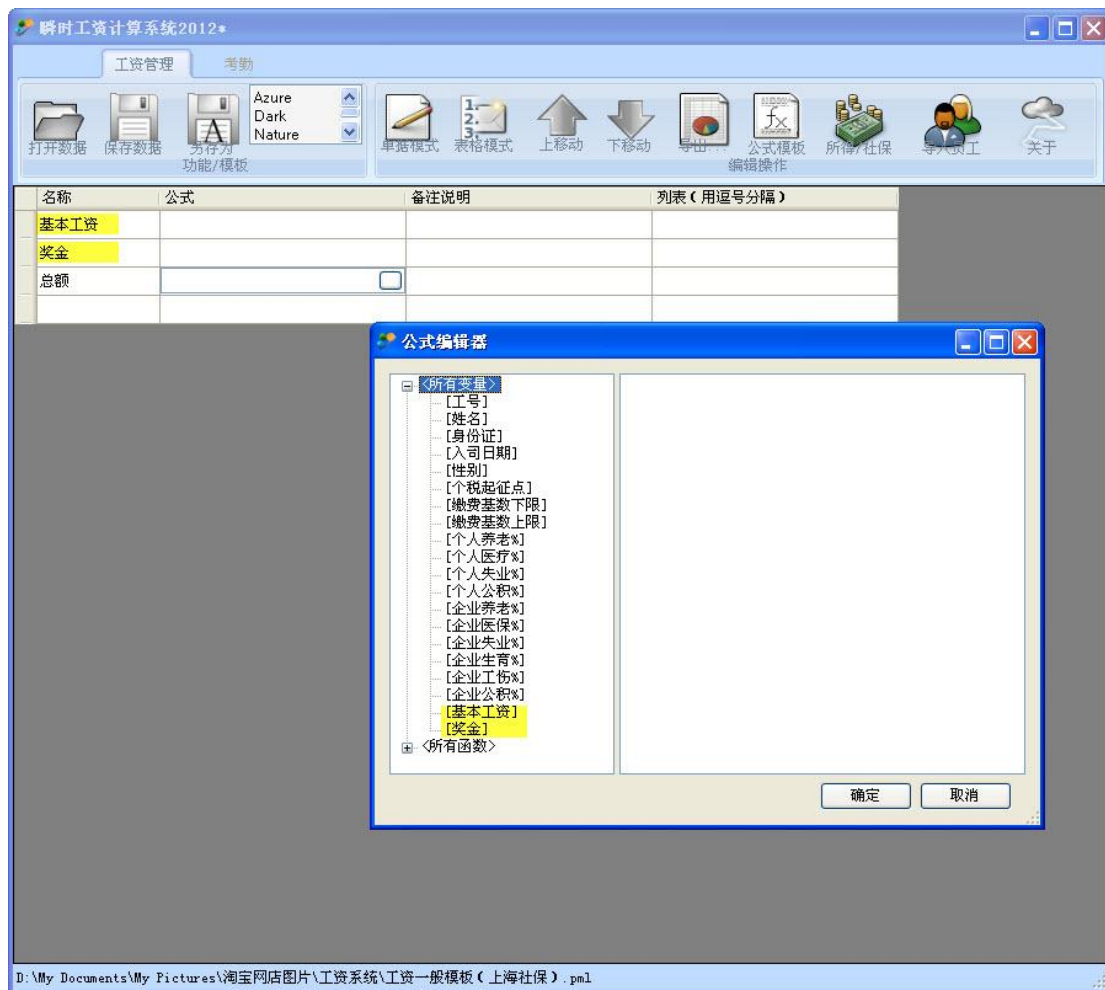 瞬时工资计算系统2012*
工资管理 考勤
Azure
Dark
Nature
打开数据 保存数据 另存为 单据模式 表格模式 上移动 下移动 导出... 公式模板 所得/社保 导入员工 关于
功能/模板 编辑操作
名称 公式 备注说明 列表(用逗号分隔)
基本工资
奖金
总额
公式编辑器
<所有变量>
[工号]
[姓名]
[身份证]
[入司日期]
[性别]
[个税起征点]
[缴费基数下限]
[缴费基数上限]
[个人养老%]
[个人医疗%]
[个人失业%]
[个人公积%]
[企业养老%]
[企业医保%]
[企业失业%]
[企业生育%]
[企业工伤%]
[企业公积%]
[基本工资]
[奖金]
<所有函数>
确定 取消
D:\My Documents\My Pictures\淘宝网店图片\工资系统\工资一般模板(上海社保).pml